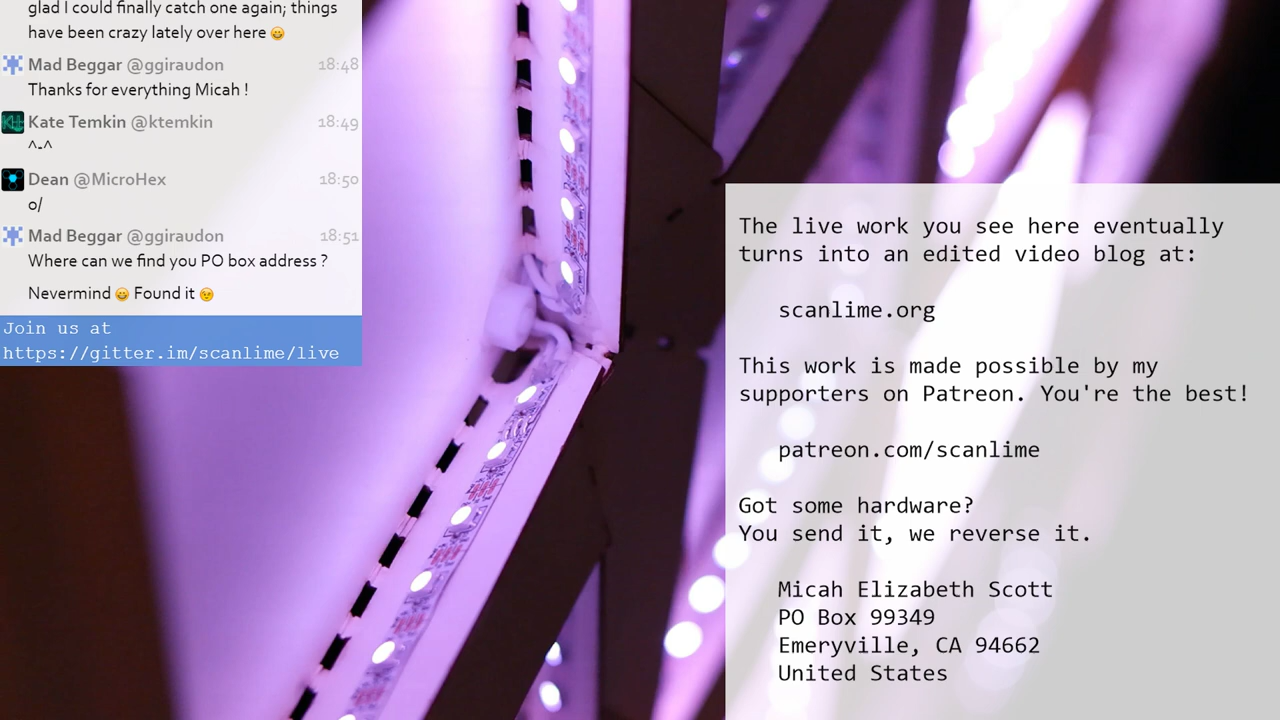 glad I could finally catch one again; things
have been crazy lately over here 😀
Mad Beggar @ggiraudon 18:48
Thanks for everything Micah !
Kate Temkin @ktemkin 18:49
^-^
Dean @MicroHex 18:50
o/
Mad Beggar @ggiraudon 18:51
Where can we find you PO box address ?
Nevermind 😀 Found it 😉
Join us at
https://gitter.im/scanlime/live
The live work you see here eventually
turns into an edited video blog at:
scanlime.org
This work is made possible by my
supporters on Patreon. You're the best!
patreon.com/scanlime
Got some hardware?
You send it, we reverse it.
Micah Elizabeth Scott
PO Box 99349
Emeryville, CA 94662
United States